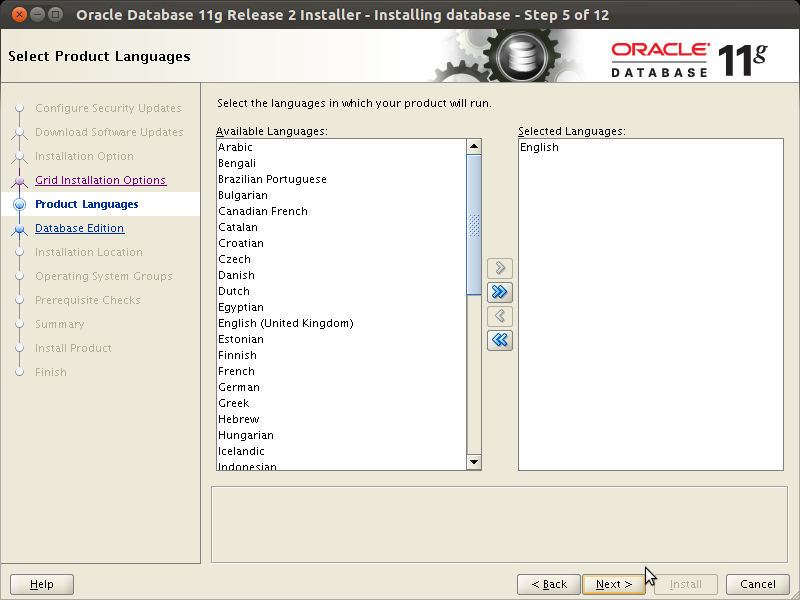 Oracle Database 11g Release 2 Installer - Installing database - Step 5 of 12
Select Product Languages
ORACLE
DATABASE 11g
Configure Security Updates
Download Software Updates
Installation Option
Grid Installation Options
Product Languages
Database Edition
Installation Location
Operating System Groups
Prerequisite Checks
Summary
Install Product
Finish
Select the languages in which your product will run.
Available Languages:
Arabic
Bengali
Brazilian Portuguese
Bulgarian
Canadian French
Catalan
Croatian
Czech
Danish
Dutch
Egyptian
English (United Kingdom)
Estonian
Finnish
French
German
Greek
Hebrew
Hungarian
Icelandic
Indonesian
Selected Languages:
English
Help
< Back
Next >
Install
Cancel